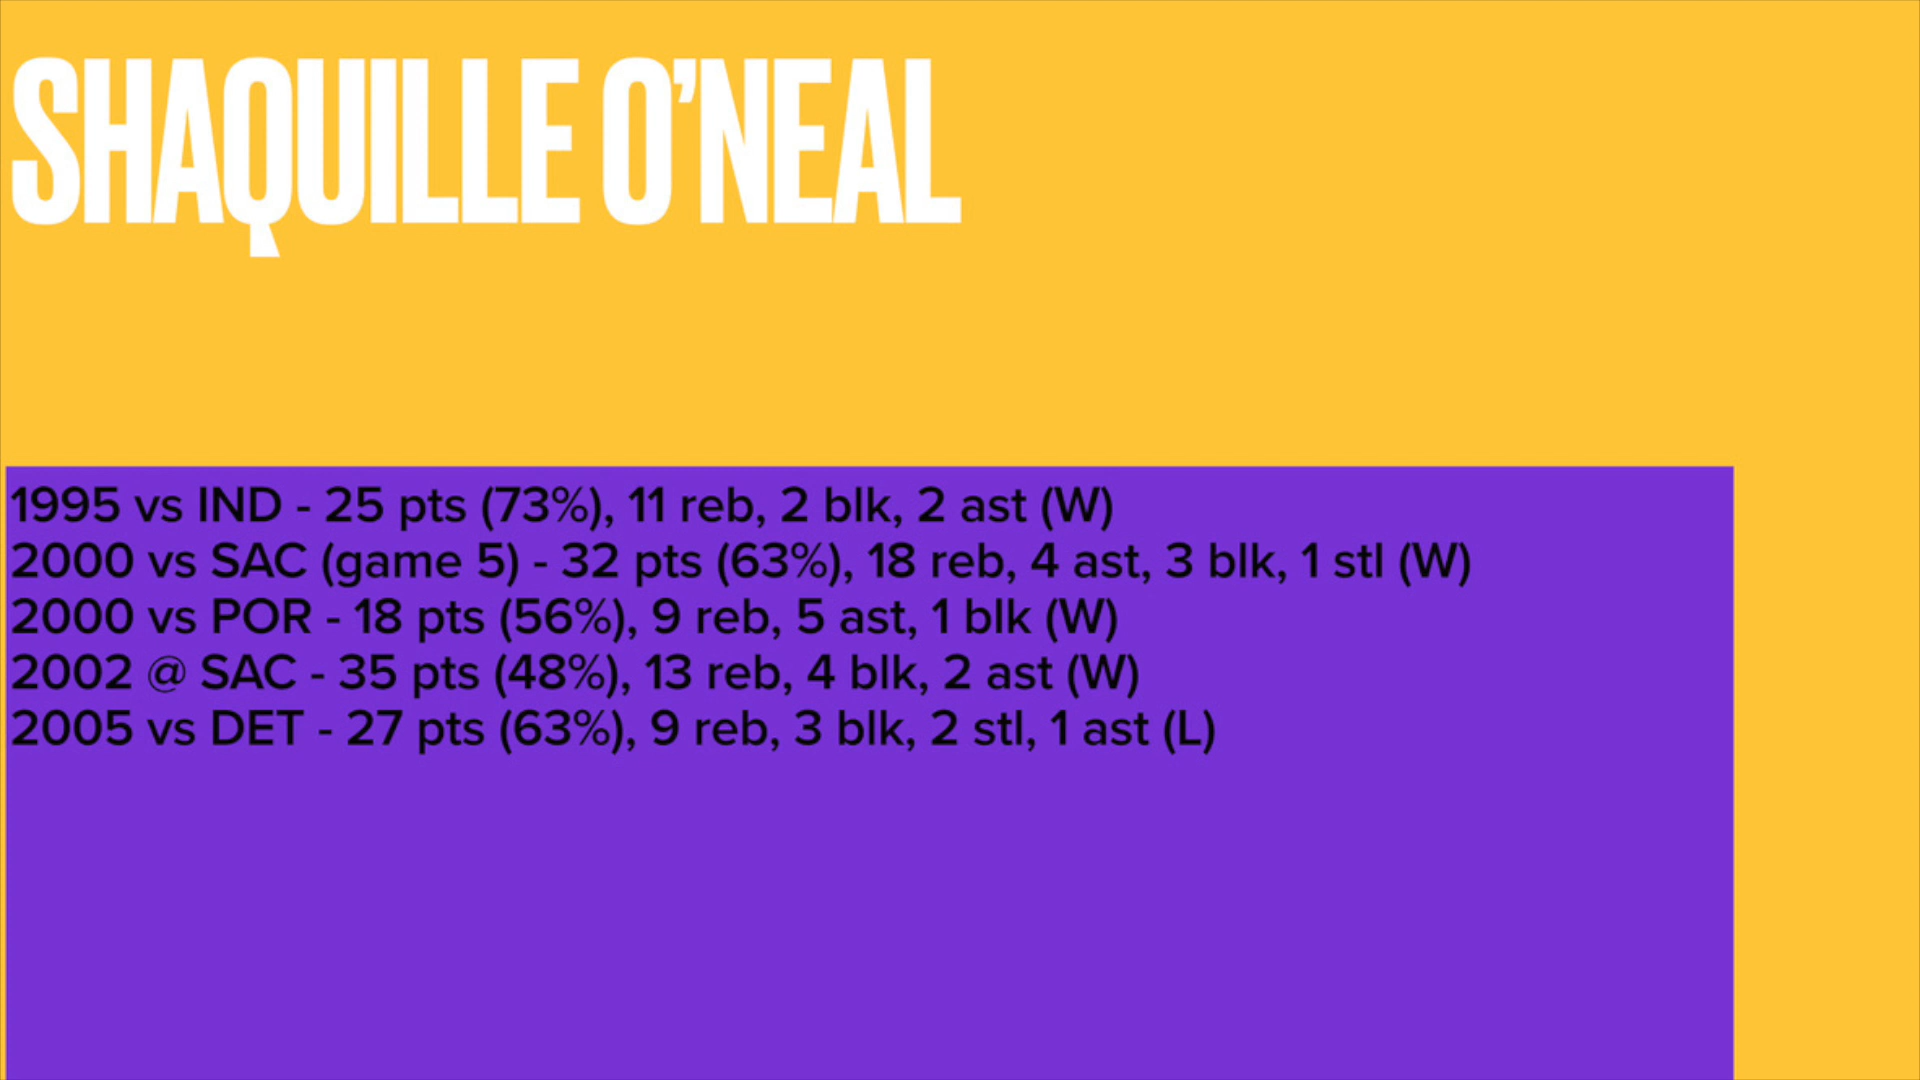 SHAQUILLE O’NEAL
1995 vs IND - 25 pts (73%), 11 reb, 2 blk, 2 ast (W)
2000 vs SAC (game 5) - 32 pts (63%), 18 reb, 4 ast, 3 blk, 1 stl (W)
2000 vs POR - 18 pts (56%), 9 reb, 5 ast, 1 blk (W)
2002 @ SAC - 35 pts (48%), 13 reb, 4 blk, 2 ast (W)
2005 vs DET - 27 pts (63%), 9 reb, 3 blk, 2 stl, 1 ast (L)